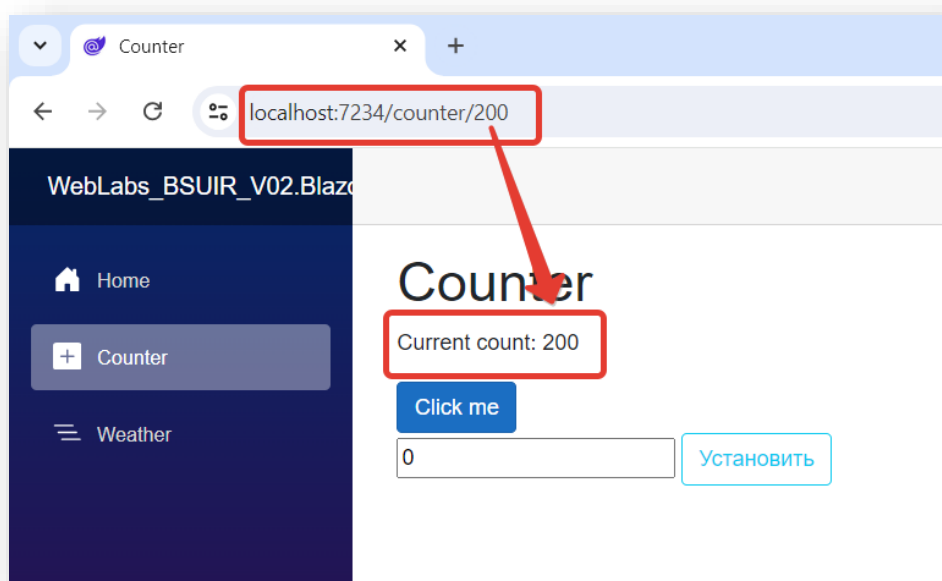 Counter
localhost:7234/counter/200
WebLabs_BSUIR_V02.Blazo
Home
Counter
Weather
Counter
Current count: 200
Click me
0 Установить